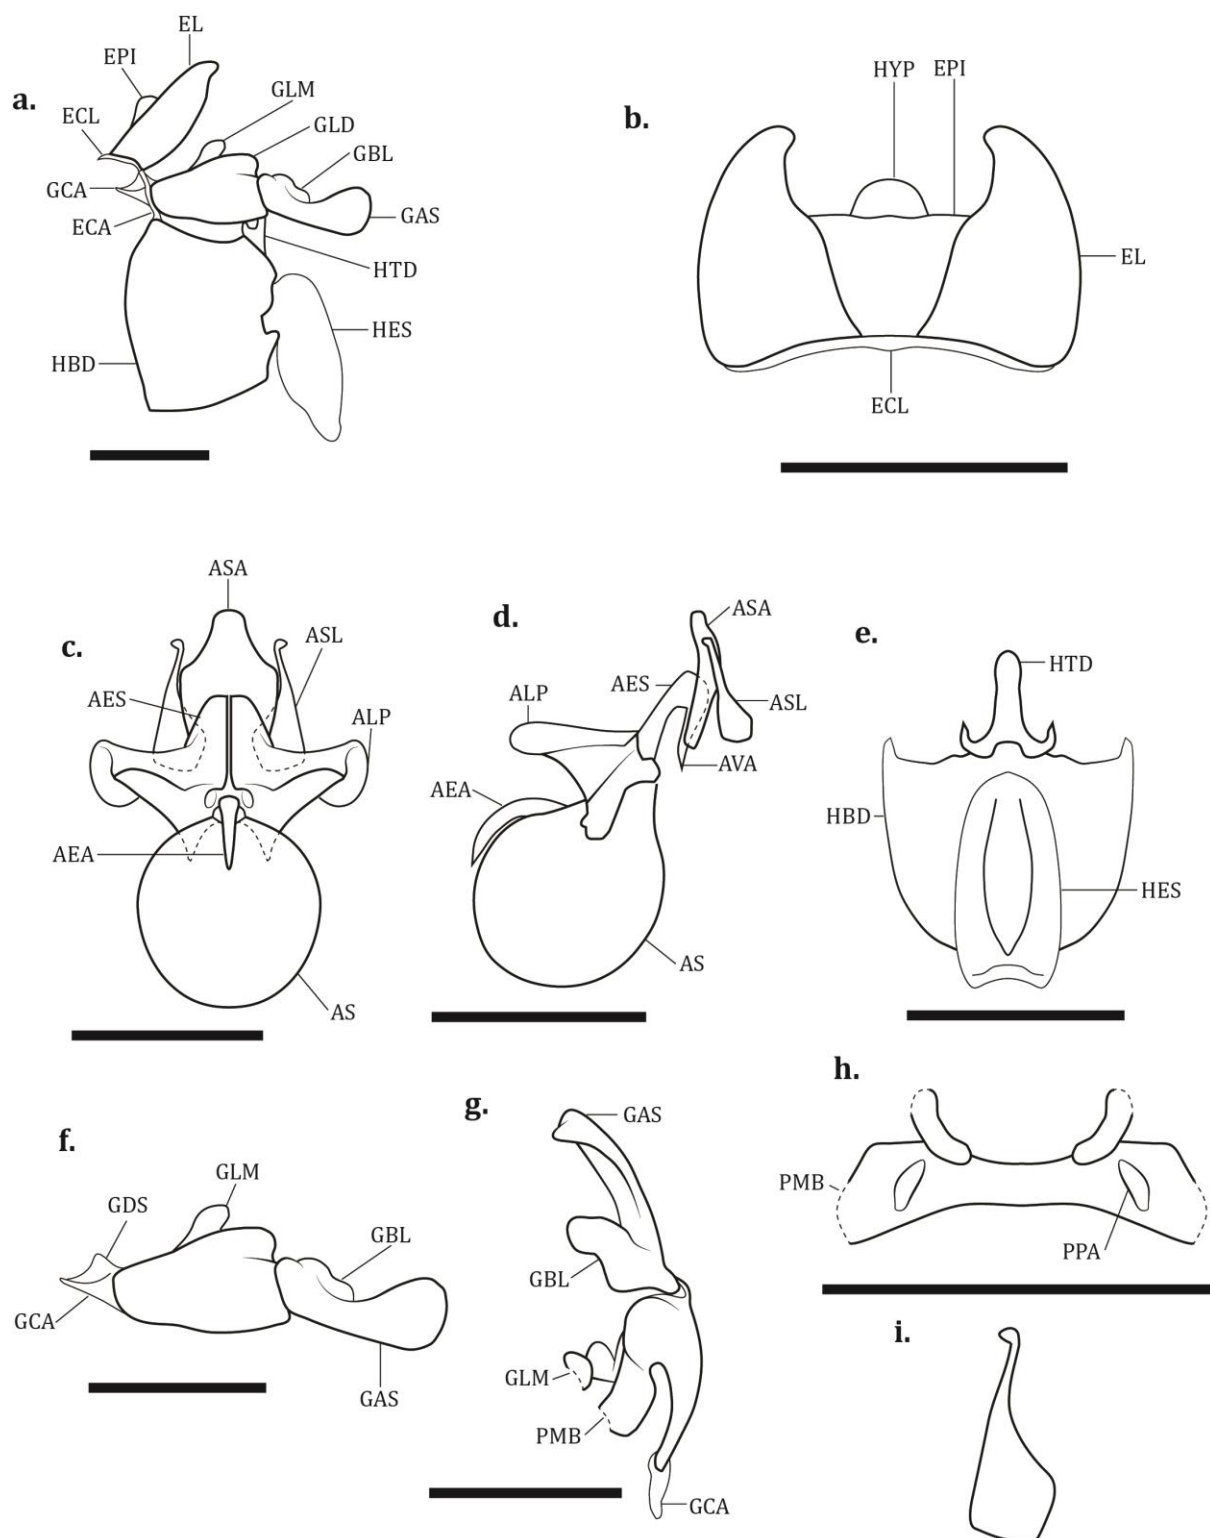 a.
EL
EPI
GLM
ECL
GLD
GBL
GCA
GAS
ECA
HTD
HES
HBD
b.
HYP EPI
EL
ECL
c.
ASA
ASL
AES
ALP
AEA
AS
d.
ASA
AES
ALP
ASL
AVA
AEA
AS
e.
HTD
HBD
HES
f.
GLM
GDS
GBL
GCA
GAS
g.
GAS
GBL
GLM
PMB
GCA
h.
PMB
PPA
i.